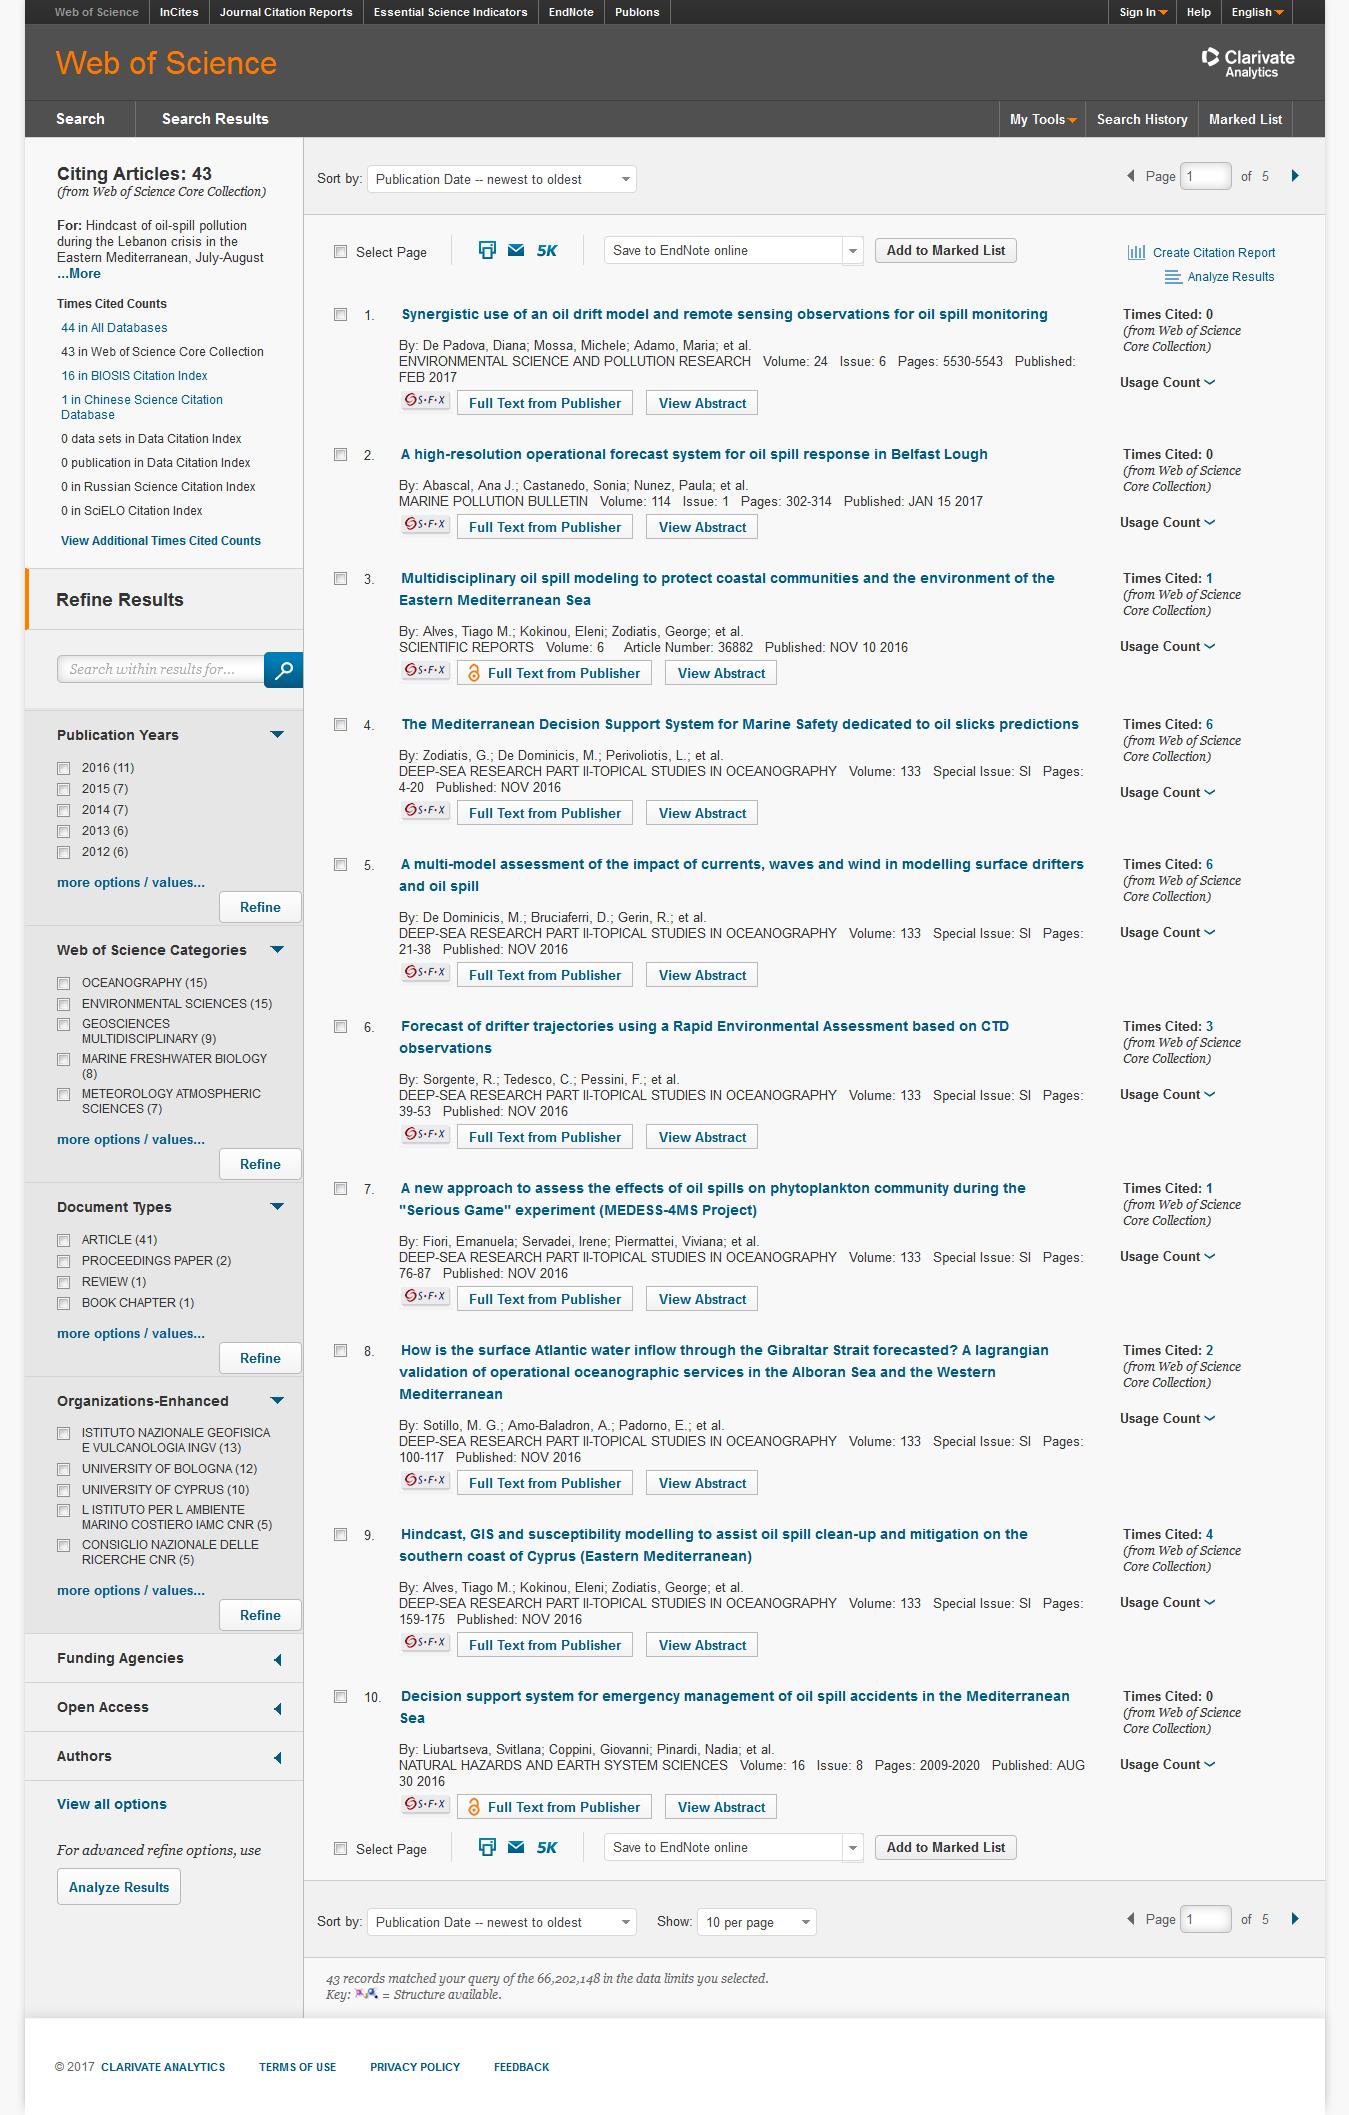 Web of Science InCites Journal Citation Reports Essential Science Indicators EndNote Publons Sign In Help English
Web of Science
Clarivate
Analytics
Search Search Results My Tools Search History Marked List
Citing Articles: 43
(from Web of Science Core Collection)
For: Hindcast of oil-spill pollution
during the Lebanon crisis in the
Eastern Mediterranean, July-August
...More
Times Cited Counts
44 in All Databases
43 in Web of Science Core Collection
16 in BIOSIS Citation Index
1 in Chinese Science Citation
Database
0 data sets in Data Citation Index
0 publication in Data Citation Index
0 in Russian Science Citation Index
0 in SciELO Citation Index
View Additional Times Cited Counts
Refine Results
Search within results for...
Publication Years
2016 (11)
2015 (7)
2014 (7)
2013 (6)
2012 (6)
more options / values...
Refine
Web of Science Categories
OCEANOGRAPHY (15)
ENVIRONMENTAL SCIENCES (15)
GEOSCIENCES
MULTIDISCIPLINARY (9)
MARINE FRESHWATER BIOLOGY
(8)
METEOROLOGY ATMOSPHERIC
SCIENCES (7)
more options / values...
Refine
Document Types
ARTICLE (41)
PROCEEDINGS PAPER (2)
REVIEW (1)
BOOK CHAPTER (1)
more options / values...
Refine
Organizations-Enhanced
ISTITUTO NAZIONALE GEOFISICA
E VULCANOLOGIA INGV (13)
UNIVERSITY OF BOLOGNA (12)
UNIVERSITY OF CYPRUS (10)
L ISTITUTO PER L AMBIENTE
MARINO COSTIERO IAMC CNR (5)
CONSIGLIO NAZIONALE DELLE
RICERCHE CNR (5)
more options / values...
Refine
Funding Agencies
Open Access
Authors
View all options
For advanced refine options, use
Analyze Results
Sort by: Publication Date -- newest to oldest Page 1 of 5
Select Page 5K Save to EndNote online Add to Marked List
Create Citation Report
Analyze Results
1. Synergistic use of an oil drift model and remote sensing observations for oil spill monitoring
By: De Padova, Diana; Mossa, Michele; Adamo, Maria; et al.
ENVIRONMENTAL SCIENCE AND POLLUTION RESEARCH Volume: 24 Issue: 6 Pages: 5530-5543 Published:
FEB 2017
S·F·X Full Text from Publisher View Abstract
Times Cited: 0
(from Web of Science
Core Collection)
Usage Count
2. A high-resolution operational forecast system for oil spill response in Belfast Lough
By: Abascal, Ana J.; Castanedo, Sonia; Nunez, Paula; et al.
MARINE POLLUTION BULLETIN Volume: 114 Issue: 1 Pages: 302-314 Published: JAN 15 2017
S·F·X Full Text from Publisher View Abstract
Times Cited: 0
(from Web of Science
Core Collection)
Usage Count
3. Multidisciplinary oil spill modeling to protect coastal communities and the environment of the
Eastern Mediterranean Sea
By: Alves, Tiago M.; Kokinou, Eleni; Zodiatis, George; et al.
SCIENTIFIC REPORTS Volume: 6 Article Number: 36882 Published: NOV 10 2016
S·F·X Full Text from Publisher View Abstract
Times Cited: 1
(from Web of Science
Core Collection)
Usage Count
4. The Mediterranean Decision Support System for Marine Safety dedicated to oil slicks predictions
By: Zodiatis, G.; De Dominicis, M.; Perivoliotis, L.; et al.
DEEP-SEA RESEARCH PART II-TOPICAL STUDIES IN OCEANOGRAPHY Volume: 133 Special Issue: SI Pages:
4-20 Published: NOV 2016
S·F·X Full Text from Publisher View Abstract
Times Cited: 6
(from Web of Science
Core Collection)
Usage Count
5. A multi-model assessment of the impact of currents, waves and wind in modelling surface drifters
and oil spill
By: De Dominicis, M.; Bruciaferri, D.; Gerin, R.; et al.
DEEP-SEA RESEARCH PART II-TOPICAL STUDIES IN OCEANOGRAPHY Volume: 133 Special Issue: SI Pages:
21-38 Published: NOV 2016
S·F·X Full Text from Publisher View Abstract
Times Cited: 6
(from Web of Science
Core Collection)
Usage Count
6. Forecast of drifter trajectories using a Rapid Environmental Assessment based on CTD
observations
By: Sorgente, R.; Tedesco, C.; Pessini, F.; et al.
DEEP-SEA RESEARCH PART II-TOPICAL STUDIES IN OCEANOGRAPHY Volume: 133 Special Issue: SI Pages:
39-53 Published: NOV 2016
S·F·X Full Text from Publisher View Abstract
Times Cited: 3
(from Web of Science
Core Collection)
Usage Count
7. A new approach to assess the effects of oil spills on phytoplankton community during the
"Serious Game" experiment (MEDESS-4MS Project)
By: Fiori, Emanuela; Servadei, Irene; Piermattei, Viviana; et al.
DEEP-SEA RESEARCH PART II-TOPICAL STUDIES IN OCEANOGRAPHY Volume: 133 Special Issue: SI Pages:
76-87 Published: NOV 2016
S·F·X Full Text from Publisher View Abstract
Times Cited: 1
(from Web of Science
Core Collection)
Usage Count
8. How is the surface Atlantic water inflow through the Gibraltar Strait forecasted? A lagrangian
validation of operational oceanographic services in the Alboran Sea and the Western
Mediterranean
By: Sotillo, M. G.; Amo-Baladron, A.; Padorno, E.; et al.
DEEP-SEA RESEARCH PART II-TOPICAL STUDIES IN OCEANOGRAPHY Volume: 133 Special Issue: SI Pages:
100-117 Published: NOV 2016
S·F·X Full Text from Publisher View Abstract
Times Cited: 2
(from Web of Science
Core Collection)
Usage Count
9. Hindcast, GIS and susceptibility modelling to assist oil spill clean-up and mitigation on the
southern coast of Cyprus (Eastern Mediterranean)
By: Alves, Tiago M.; Kokinou, Eleni; Zodiatis, George; et al.
DEEP-SEA RESEARCH PART II-TOPICAL STUDIES IN OCEANOGRAPHY Volume: 133 Special Issue: SI Pages:
159-175 Published: NOV 2016
S·F·X Full Text from Publisher View Abstract
Times Cited: 4
(from Web of Science
Core Collection)
Usage Count
10. Decision support system for emergency management of oil spill accidents in the Mediterranean
Sea
By: Liubartseva, Svitlana; Coppini, Giovanni; Pinardi, Nadia; et al.
NATURAL HAZARDS AND EARTH SYSTEM SCIENCES Volume: 16 Issue: 8 Pages: 2009-2020 Published: AUG
30 2016
S·F·X Full Text from Publisher View Abstract
Times Cited: 0
(from Web of Science
Core Collection)
Usage Count
Select Page 5K Save to EndNote online Add to Marked List
Sort by: Publication Date -- newest to oldest Show: 10 per page Page 1 of 5
43 records matched your query of the 66,202,148 in the data limits you selected.
Key: = Structure available.
© 2017 CLARIVATE ANALYTICS TERMS OF USE PRIVACY POLICY FEEDBACK